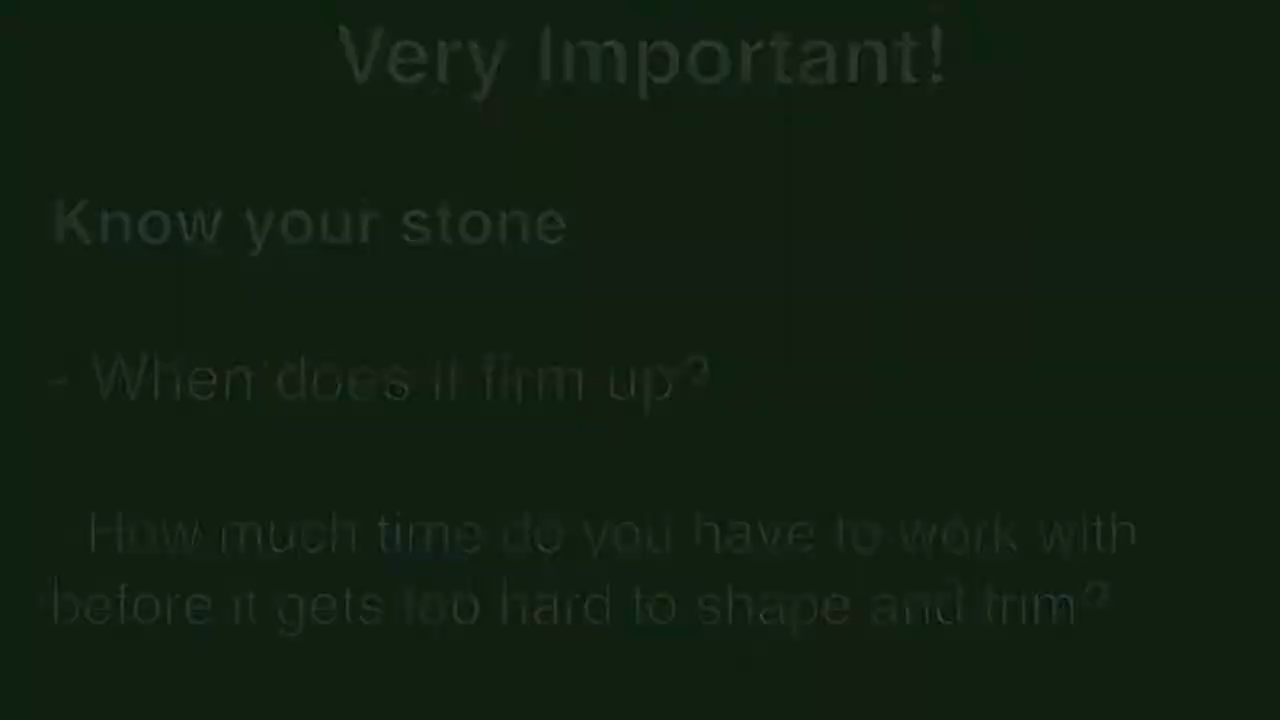 Very Important!
Know your stone
- When does it firm up?
- How much time do you have to work with
before it gets too hard to shape and trim?